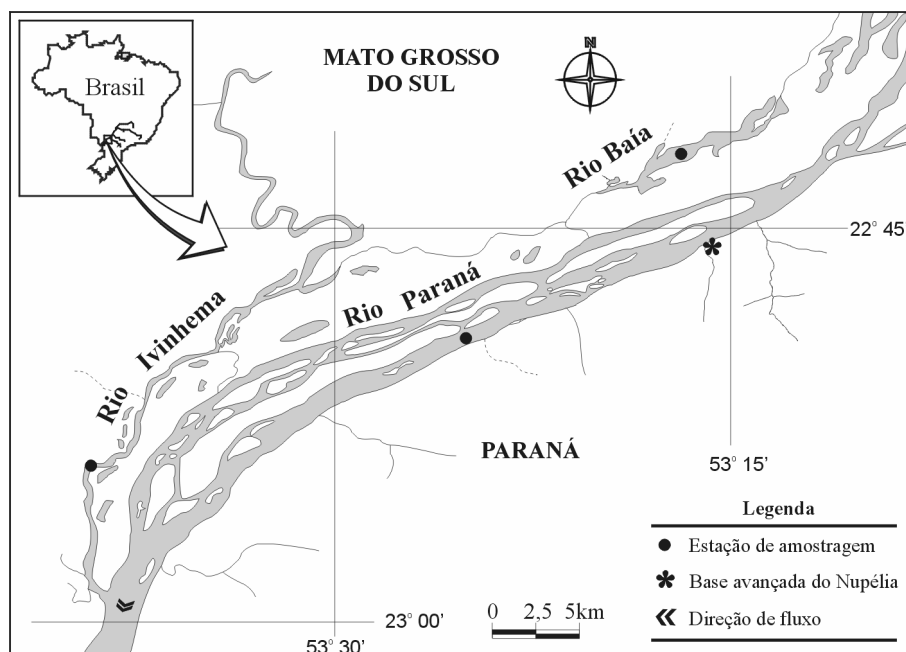 Brasil
MATO GROSSO
DO SUL
N
Rio Baía
22° 45'
Rio Paraná
Rio Ivinhema
PARANÁ
53° 15'
Legenda
Estação de amostragem
Base avançada do Nupélia
Direção de fluxo
0 2,5 5km
23° 00'
53° 30'